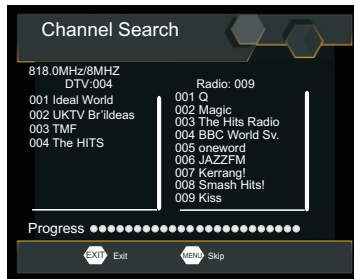 Channel Search
818.0MHz/8MHZ
DTV:004
001 Ideal World
002 UKTV Br'ildeas
003 TMF
004 The HITS
Radio: 009
001 Q
002 Magic
003 The Hits Radio
004 BBC World Sv.
005 oneword
006 JAZZFM
007 Kerrang!
008 Smash Hits!
009 Kiss
Progress
EXIT Exit
MENU Skip